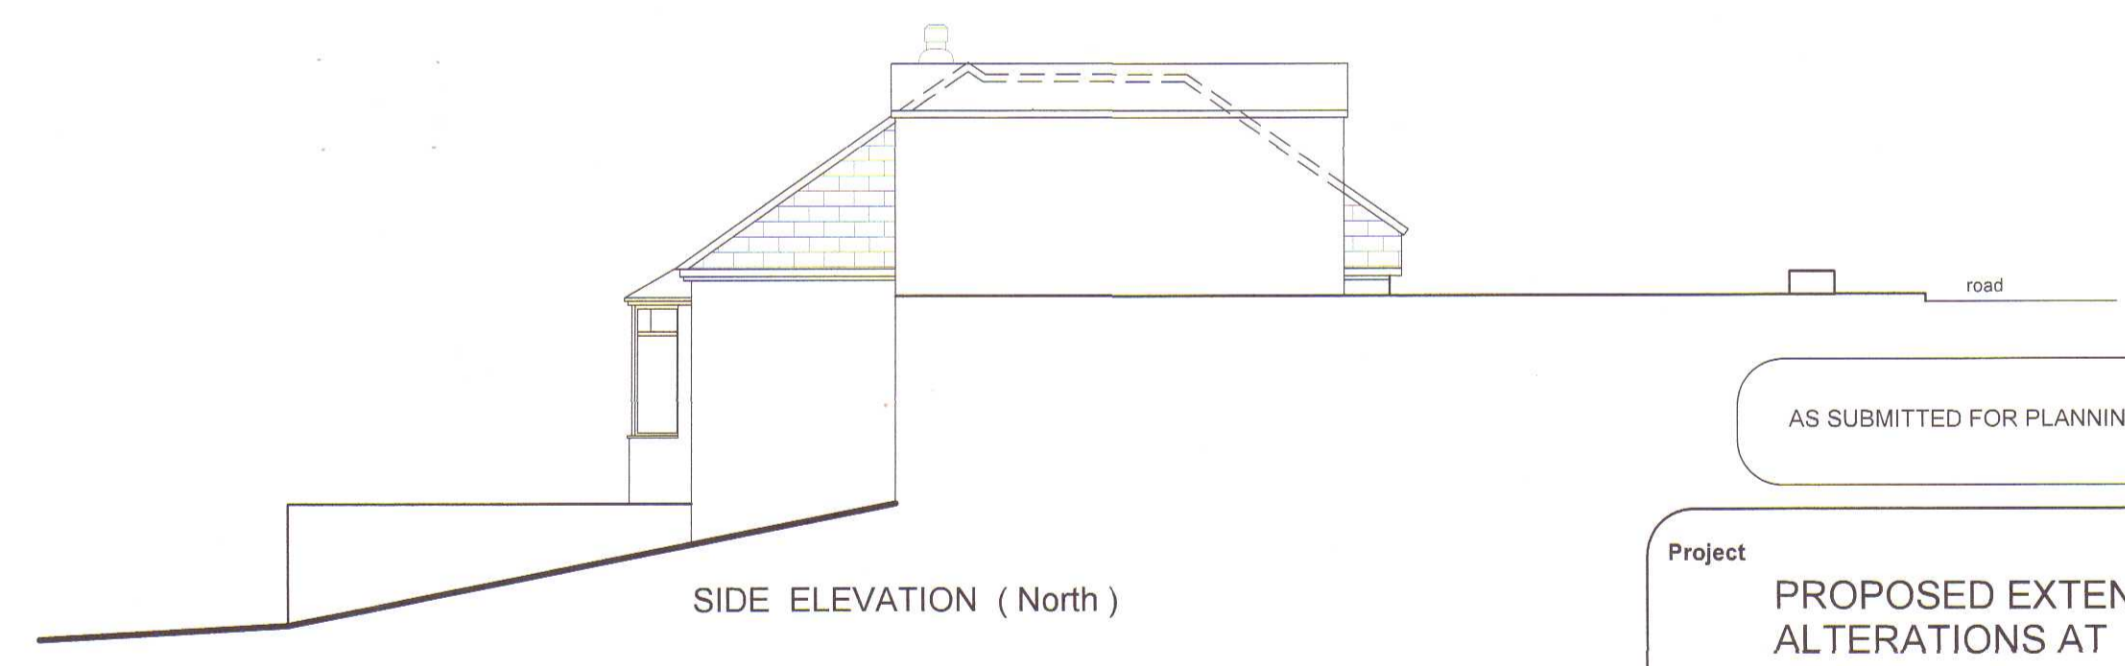 road
AS SUBMITTED FOR PLANNIN
SIDE ELEVATION ( North )
Project
PROPOSED EXTEN
ALTERATIONS AT